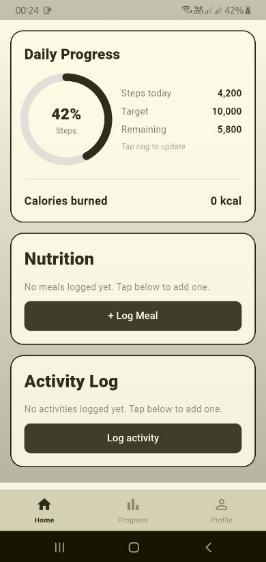 00:24
42%
Daily Progress
42%
Steps
Steps today 4,200
Target 10,000
Remaining 5,800
Tap ring to update
Calories burned 0 kcal
Nutrition
No meals logged yet. Tap below to add one.
+ Log Meal
Activity Log
No activities logged yet. Tap below to add one.
Log activity
Home Progress Profile